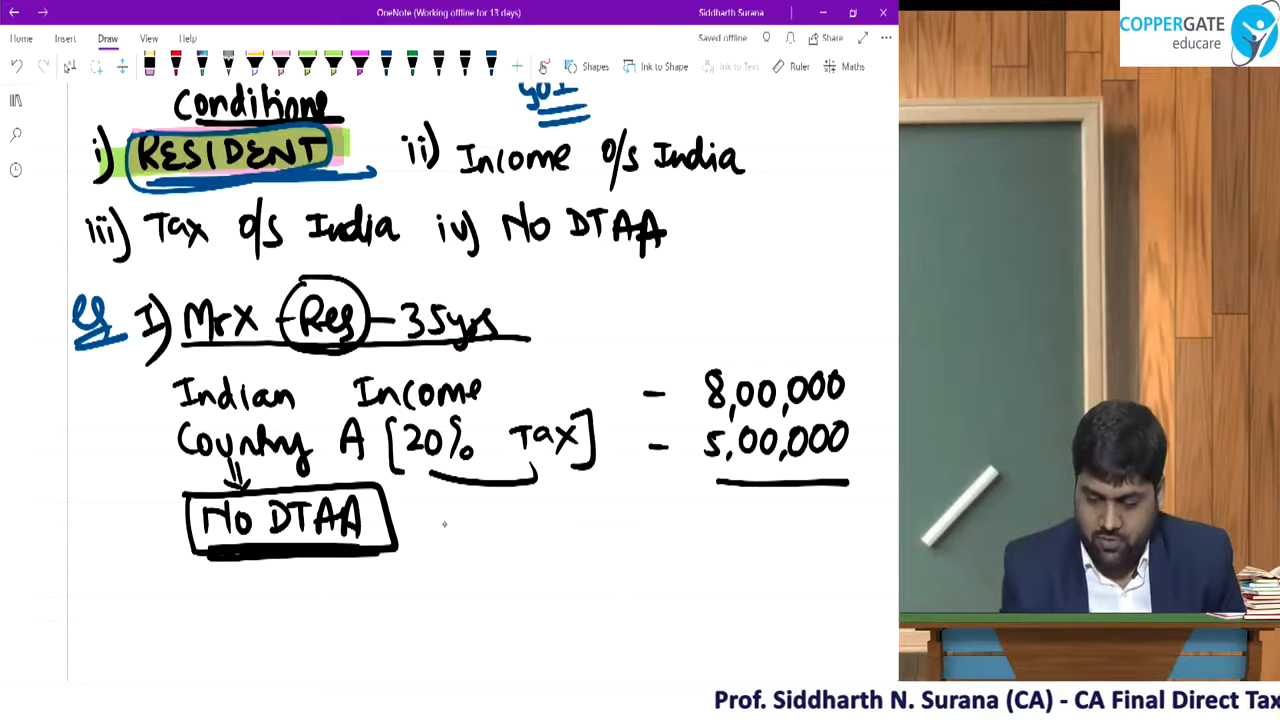 OneNote (Working offline for 13 days)
Siddharth Surana
COPPERGATE
educare
Home Insert Draw View Help
Saved offline
Share
Shapes
Ink to Shape
Ink to Text
Ruler
Maths
Conditions
i) RESIDENT ii) Income o/s India
iii) Tax o/s India iv) No DTAA
eg I) Mr X - Res - 35yrs
Indian Income - 8,00,000
Country A [20% Tax] - 5,00,000
No DTAA
Prof. Siddharth N. Surana (CA) - CA Final Direct Tax